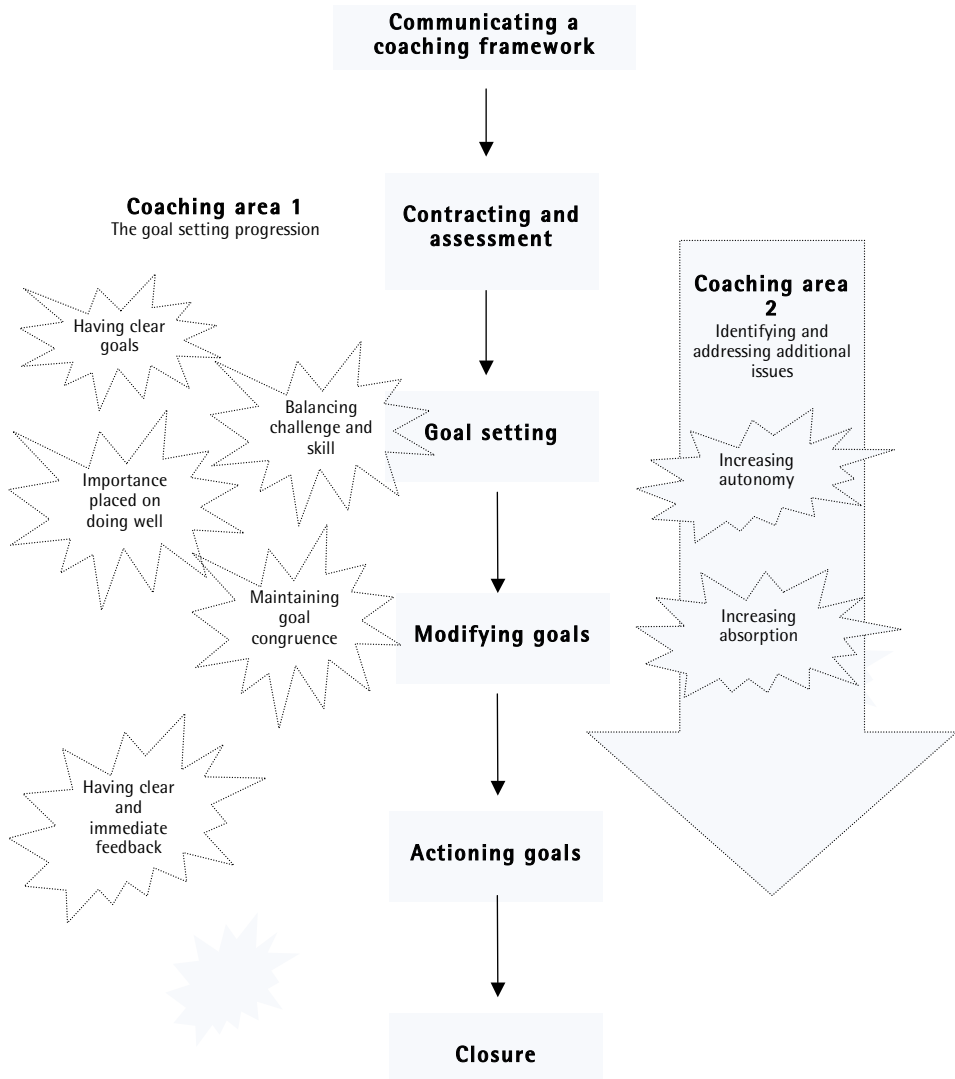 Communicating a
coaching framework
Coaching area 1
The goal setting progression
Contracting and
assessment
Coaching area
2
Identifying and
addressing additional
issues
Having clear
goals
Balancing
challenge and
skill
Goal setting
Importance
placed on
doing well
Increasing
autonomy
Maintaining
goal
congruence
Modifying goals
Increasing
absorption
Having clear
and
immediate
feedback
Actioning goals
Closure